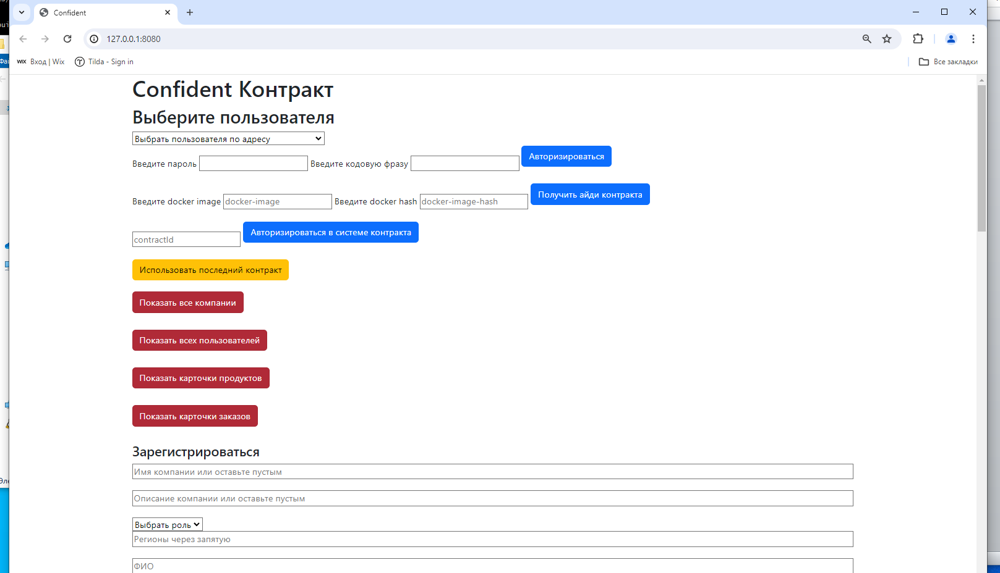 Confident
127.0.0.1:8080
WIX Вход | Wix Tilda - Sign in Все закладки
Confident Контракт
Выберите пользователя
Выбрать пользователя по адресу
Введите пароль Введите кодовую фразу Авторизироваться
Введите docker image docker-image Введите docker hash docker-image-hash Получить айди контракта
contractId Авторизироваться в системе контракта
Использовать последний контракт
Показать все компании
Показать всех пользователей
Показать карточки продуктов
Показать карточки заказов
Зарегистрироваться
Имя компании или оставьте пустым
Описание компании или оставьте пустым
Выбрать роль
Регионы через запятую
ФИО